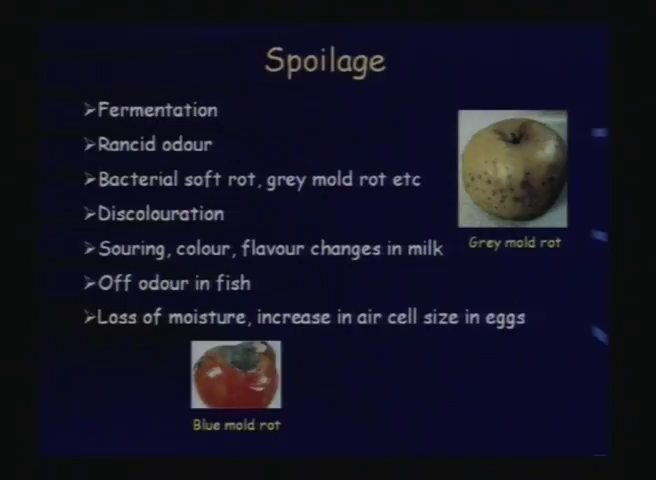 Spoilage
➢Fermentation
➢Rancid odour
➢Bacterial soft rot, grey mold rot etc
➢Discolouration
➢Souring, colour, flavour changes in milk
➢Off odour in fish
➢Loss of moisture, increase in air cell size in eggs
Grey mold rot
Blue mold rot